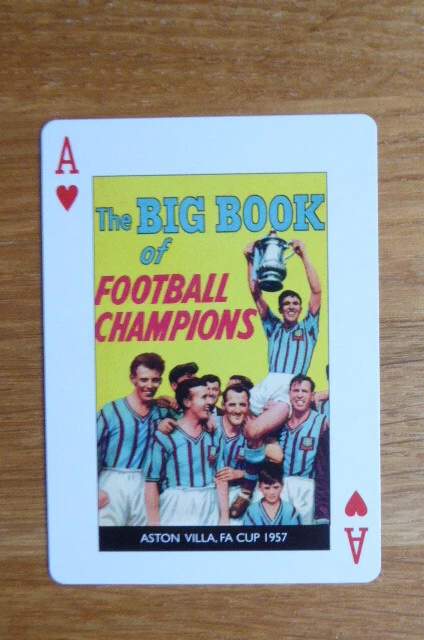 A
The BIG BOOK
of
FOOTBALL
CHAMPIONS
ASTON VILLA, FA CUP 1957
A